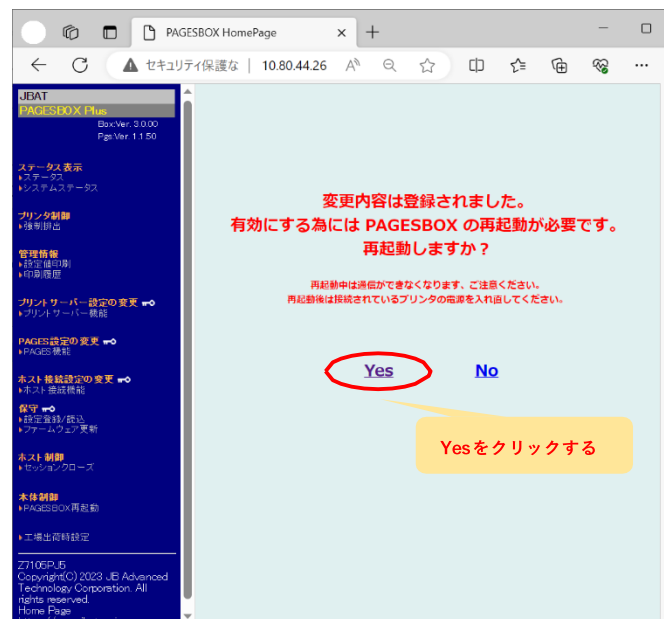 PAGESBOX HomePage
セキュリティ保護な | 10.80.44.26
JBAT
PAGESBOX Plus
Box:Ver. 3.0.00
Pgs:Ver 1.1.50
ステータス表示
ステータス
システムステータス
プリンタ制御
強制排出
管理情報
設定値印刷
印刷履歴
プリントサーバー設定の変更
プリントサーバー機能
PAGES設定の変更
PAGES機能
ホスト接続設定の変更
ホスト接続機能
保守
設定登録/読込
ファームウェア更新
ホスト制御
セッションクローズ
本体制御
PAGESBOX再起動
工場出荷時設定
Z7105PJ5
Copyright(C) 2023 JB Advanced
Technology Corporation. All
rights reserved.
Home Page
変更内容は登録されました。
有効にする為には PAGESBOX の再起動が必要です。
再起動しますか？
再起動中は通信ができなくなります、ご注意ください。
再起動後は接続されているプリンタの電源を入れ直してください。
Yes No
Yesをクリックする